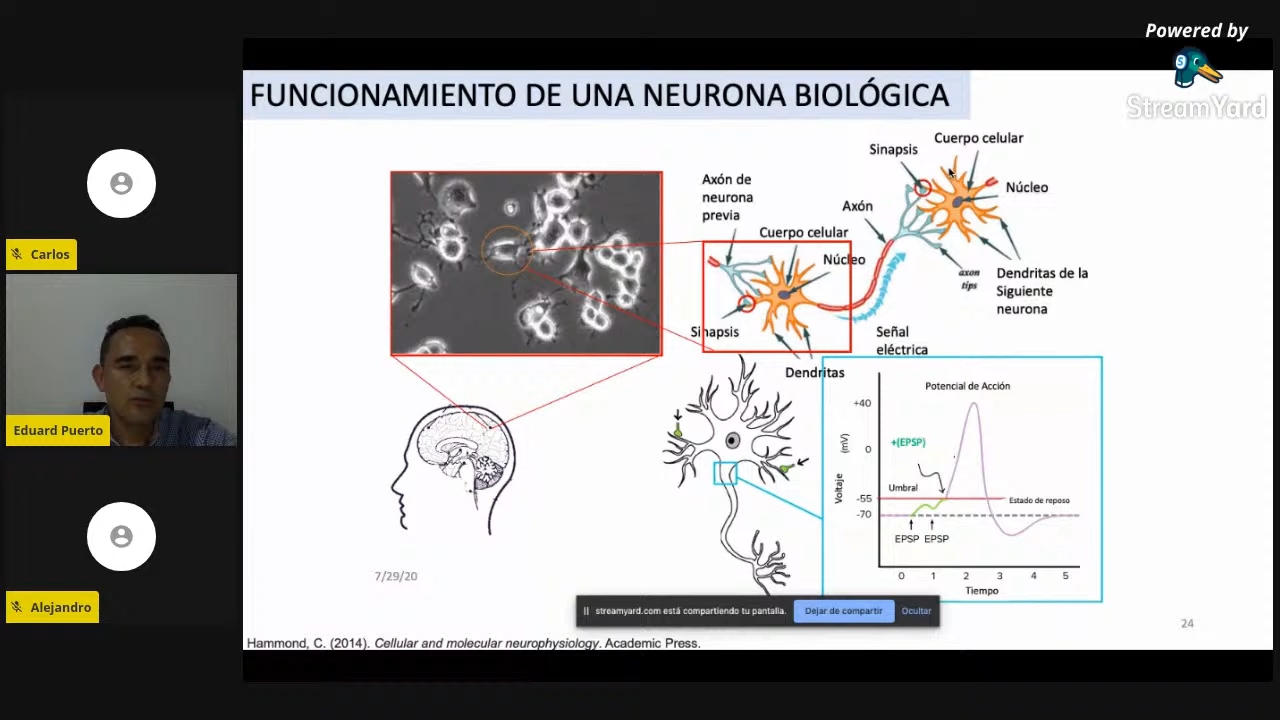 Powered by
StreamYard
Carlos
Eduard Puerto
Alejandro
FUNCIONAMIENTO DE UNA NEURONA BIOLÓGICA
Axón de
neurona
previa
Cuerpo celular
Núcleo
Sinapsis
Dendritas
Axón
Señal
eléctrica
Sinapsis
Cuerpo celular
Núcleo
axon
tips
Dendritas de la
Siguiente
neurona
Potencial de Acción
+40
0
-55
-70
Voltaje
(mV)
+(EPSP)
Umbral
Estado de reposo
EPSP EPSP
0 1 2 3 4 5
Tiempo
7/29/20
streamyard.com está compartiendo tu pantalla.
Dejar de compartir
Ocultar
24
Hammond, C. (2014). Cellular and molecular neurophysiology. Academic Press.